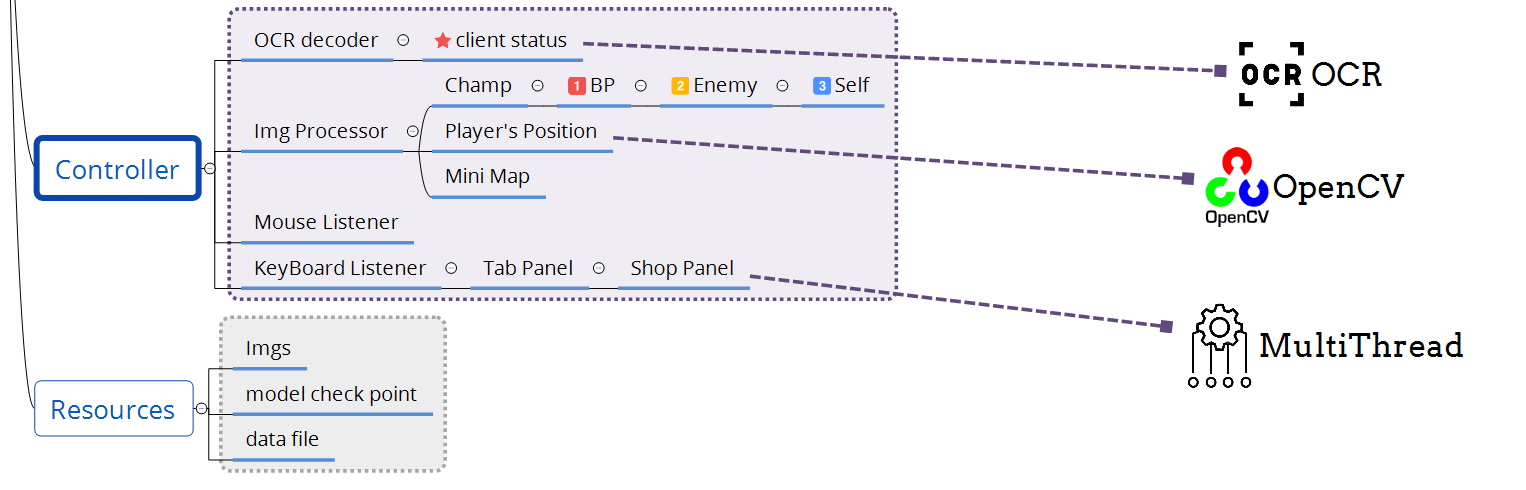 OCR decoder client status
OCR OCR
Champ 1 BP 2 Enemy 3 Self
Img Processor Player's Position
Controller
Mini Map
OpenCV
OpenCV
Mouse Listener
KeyBoard Listener Tab Panel Shop Panel
MultiThread
Imgs
model check point
Resources
data file